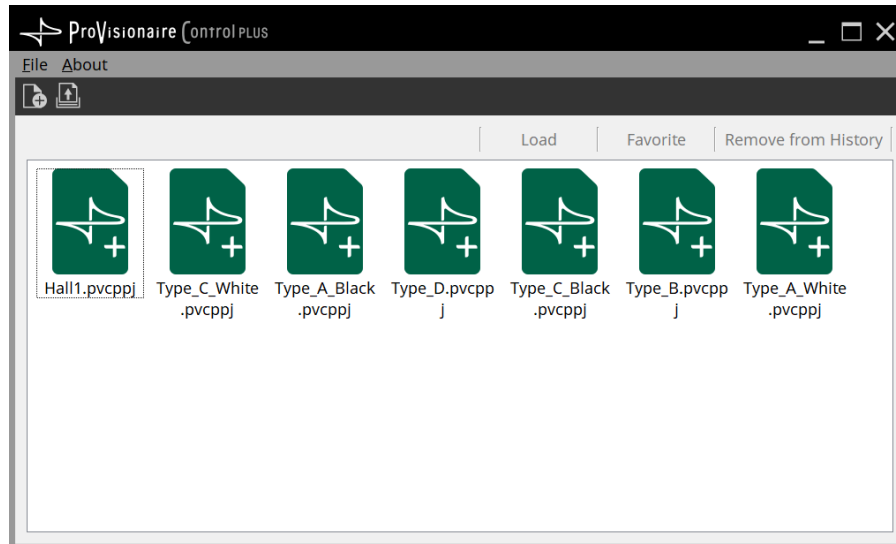 ProVisionaire Control PLUS
File About
Load Favorite Remove from History
Hall1.pvcppj Type_C_White Type_A_Black Type_D.pvcpp Type_C_Black Type_B.pvcpp Type_A_White
.pvcppj .pvcppj j .pvcppj j .pvcppj